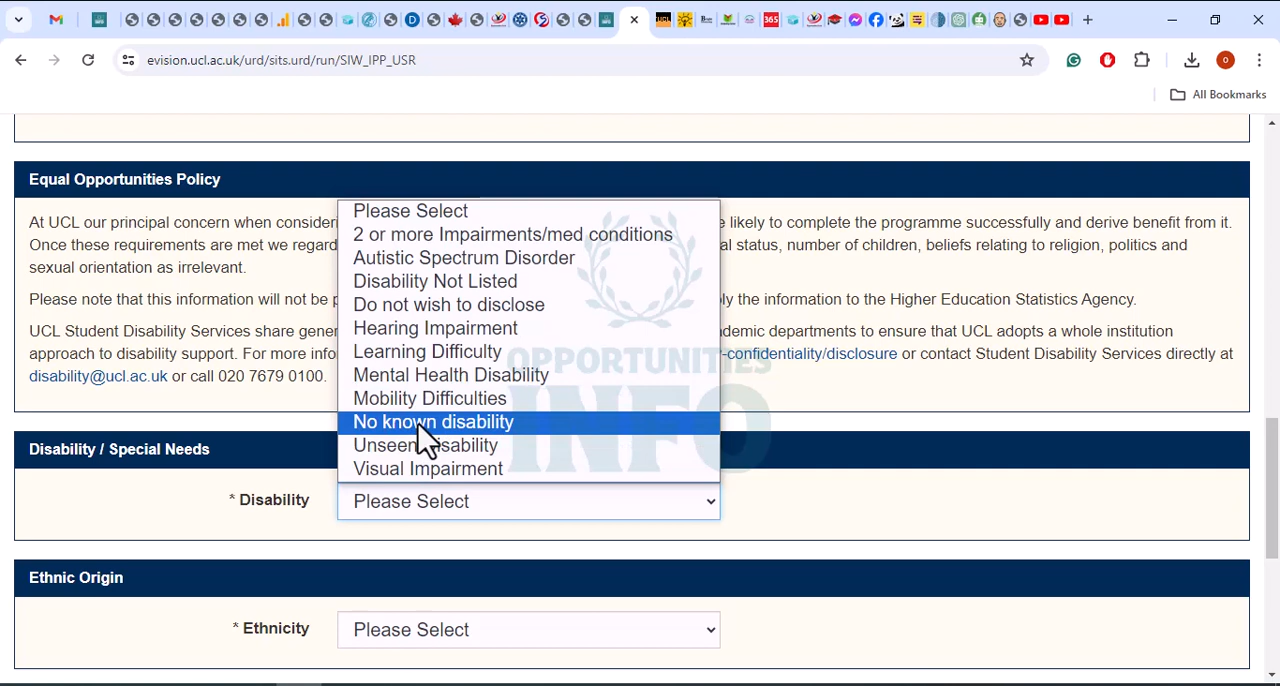 evision.ucl.ac.uk/urd/sits.urd/run/SIW_IPP_USR
All Bookmarks
Equal Opportunities Policy
At UCL our principal concern when consideri
e likely to complete the programme successfully and derive benefit from it.
Once these requirements are met we regard
al status, number of children, beliefs relating to religion, politics and
sexual orientation as irrelevant.
Please note that this information will not be p
ply the information to the Higher Education Statistics Agency.
UCL Student Disability Services share gener
ademic departments to ensure that UCL adopts a whole institution
approach to disability support. For more infor
-confidentiality/disclosure or contact Student Disability Services directly at
disability@ucl.ac.uk or call 020 7679 0100.
Please Select
2 or more Impairments/med conditions
Autistic Spectrum Disorder
Disability Not Listed
Do not wish to disclose
Hearing Impairment
Learning Difficulty
Mental Health Disability
Mobility Difficulties
No known disability
Unseen Disability
Visual Impairment
OPPORTUNITIES
INFO
Disability / Special Needs
* Disability
Please Select
Ethnic Origin
* Ethnicity
Please Select